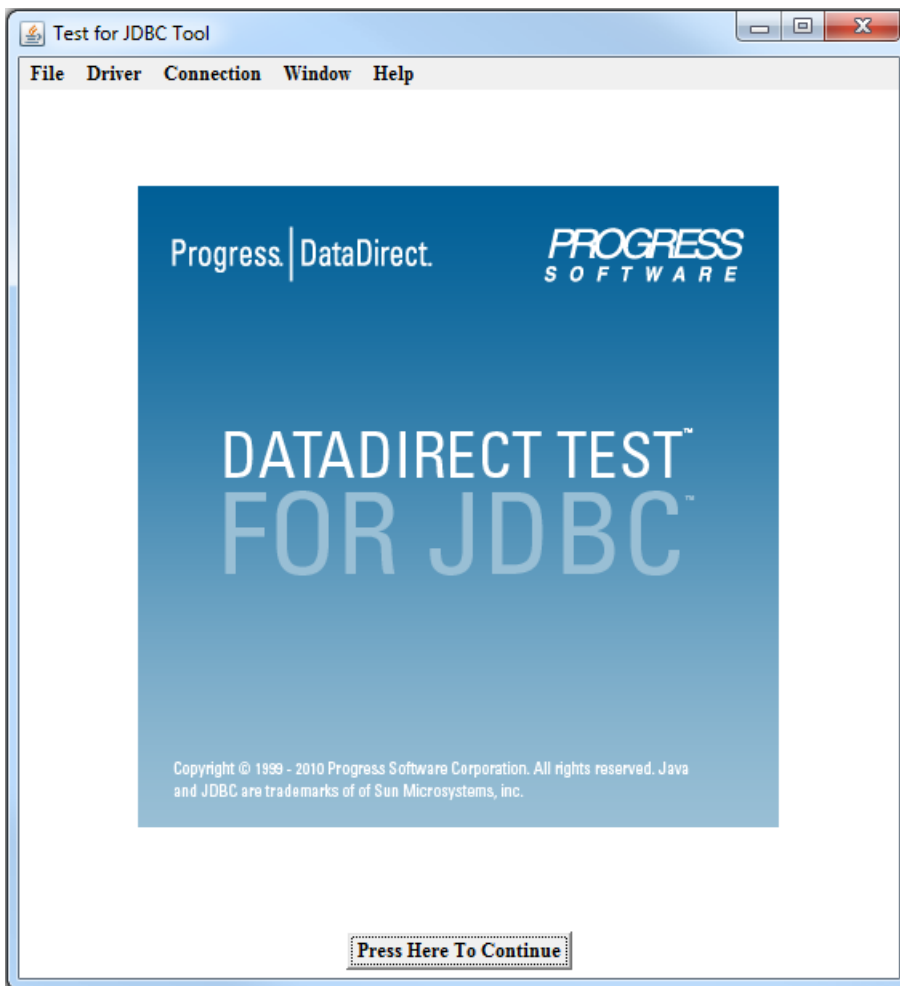 Test for JDBC Tool
File Driver Connection Window Help
Progress. DataDirect.
PROGRESS
SOFTWARE
DATADIRECT TEST™
FOR JDBC™
Copyright © 1999 - 2010 Progress Software Corporation. All rights reserved. Java
and JDBC are trademarks of of Sun Microsystems, inc.
Press Here To Continue